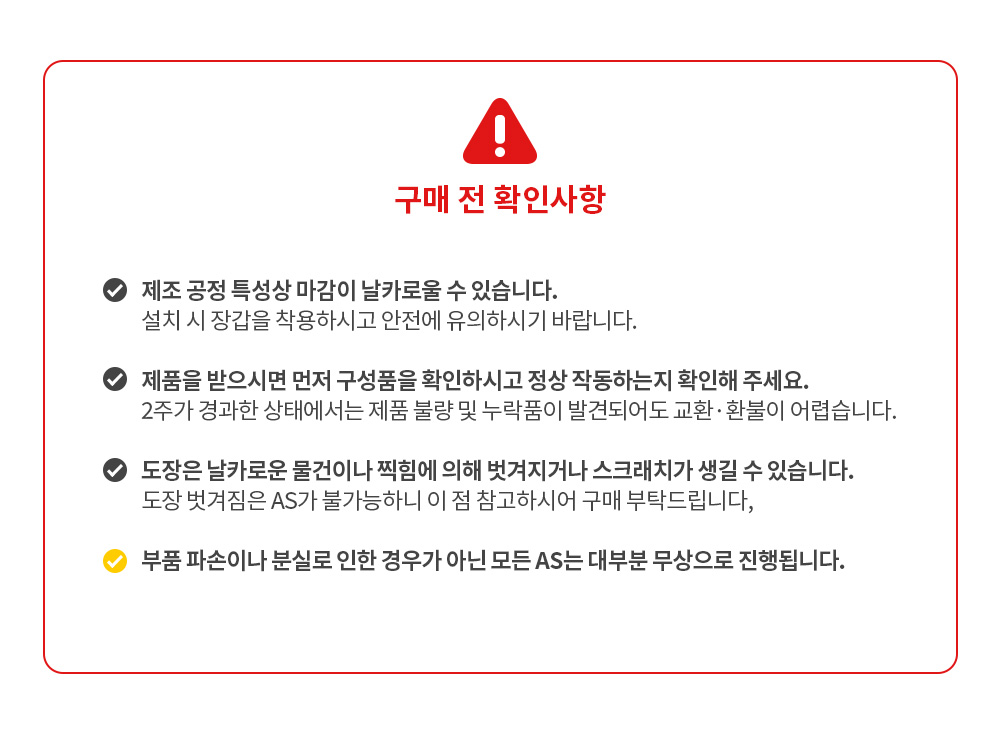 구매 전 확인사항
제조 공정 특성상 마감이 날카로울 수 있습니다.
설치 시 장갑을 착용하시고 안전에 유의하시기 바랍니다.
제품을 받으시면 먼저 구성품을 확인하시고 정상 작동하는지 확인해 주세요.
2주가 경과한 상태에서는 제품 불량 및 누락품이 발견되어도 교환·환불이 어렵습니다.
도장은 날카로운 물건이나 찍힘에 의해 벗겨지거나 스크래치가 생길 수 있습니다.
도장 벗겨짐은 AS가 불가능하니 이 점 참고하시어 구매 부탁드립니다,
부품 파손이나 분실로 인한 경우가 아닌 모든 AS는 대부분 무상으로 진행됩니다.